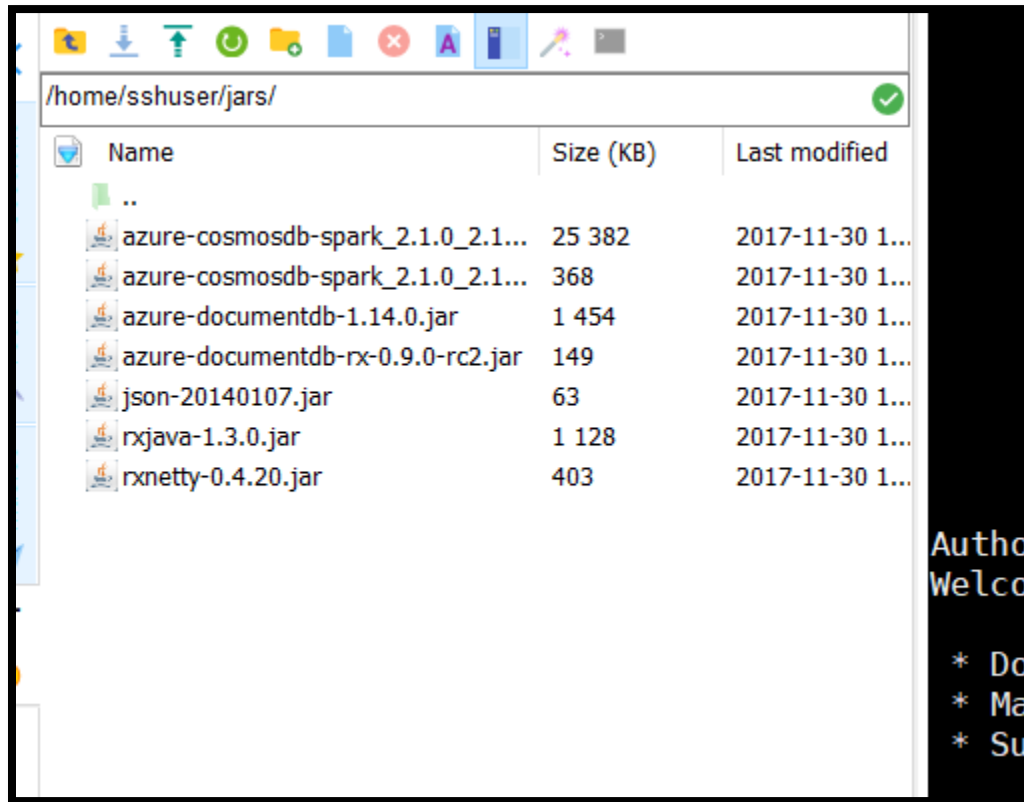 /home/sshuser/jars/
Name Size (KB) Last modified
..
azure-cosmosdb-spark_2.1.0_2.1... 25 382 2017-11-30 1...
azure-cosmosdb-spark_2.1.0_2.1... 368 2017-11-30 1...
azure-documentdb-1.14.0.jar 1 454 2017-11-30 1...
azure-documentdb-rx-0.9.0-rc2.jar 149 2017-11-30 1...
json-20140107.jar 63 2017-11-30 1...
rxjava-1.3.0.jar 1 128 2017-11-30 1...
rxnetty-0.4.20.jar 403 2017-11-30 1...
Autho
Welco
* Do
* Ma
* Su